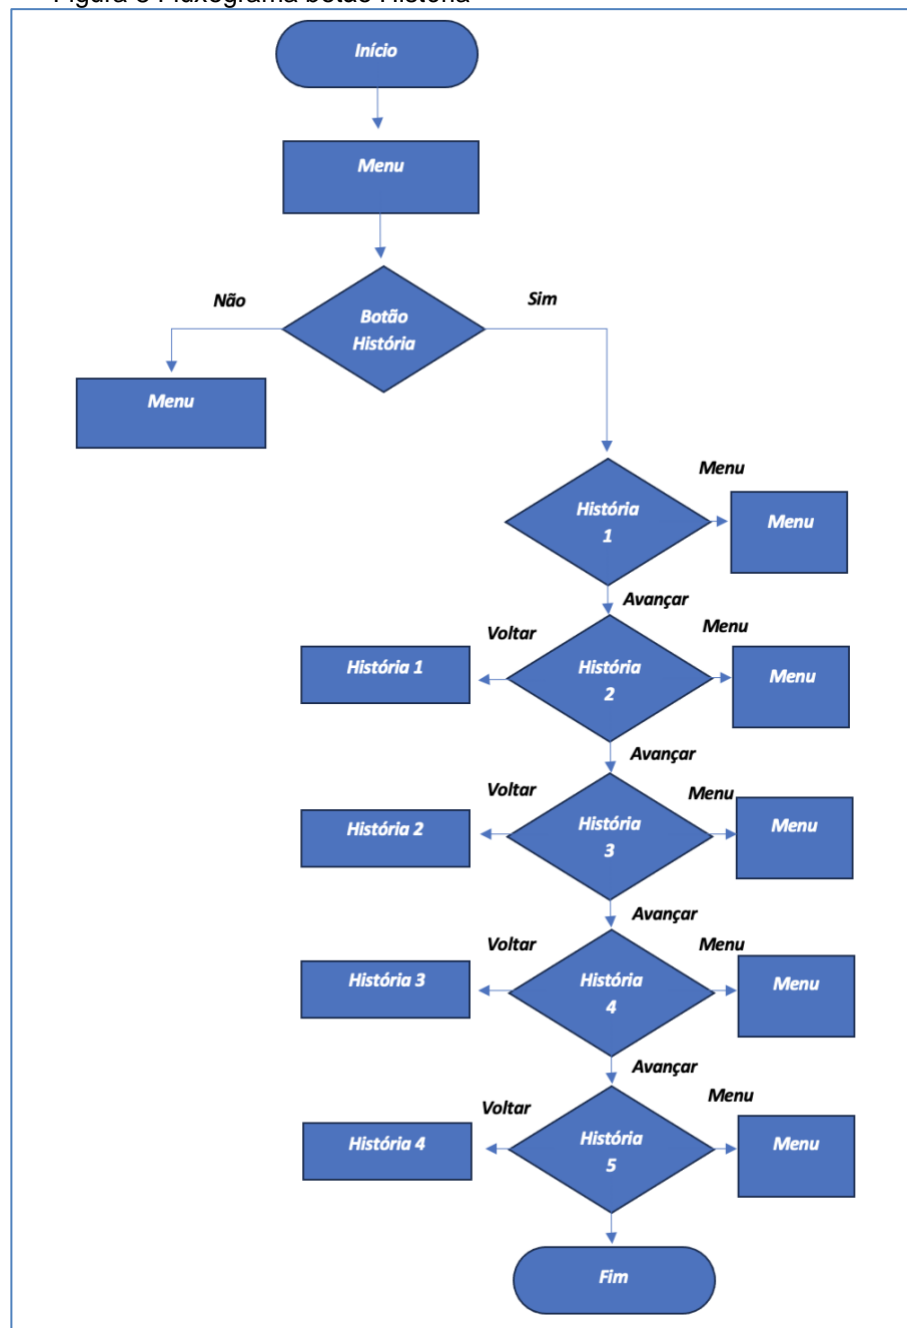 Início
Menu
Não
Sim
Botão
História
Menu
Menu
História
1
Menu
Avançar
Voltar
Menu
História 1
História
2
Menu
Avançar
Voltar
Menu
História 2
História
3
Menu
Avançar
Voltar
Menu
História 3
História
4
Menu
Avançar
Voltar
Menu
História 4
História
5
Menu
Fim